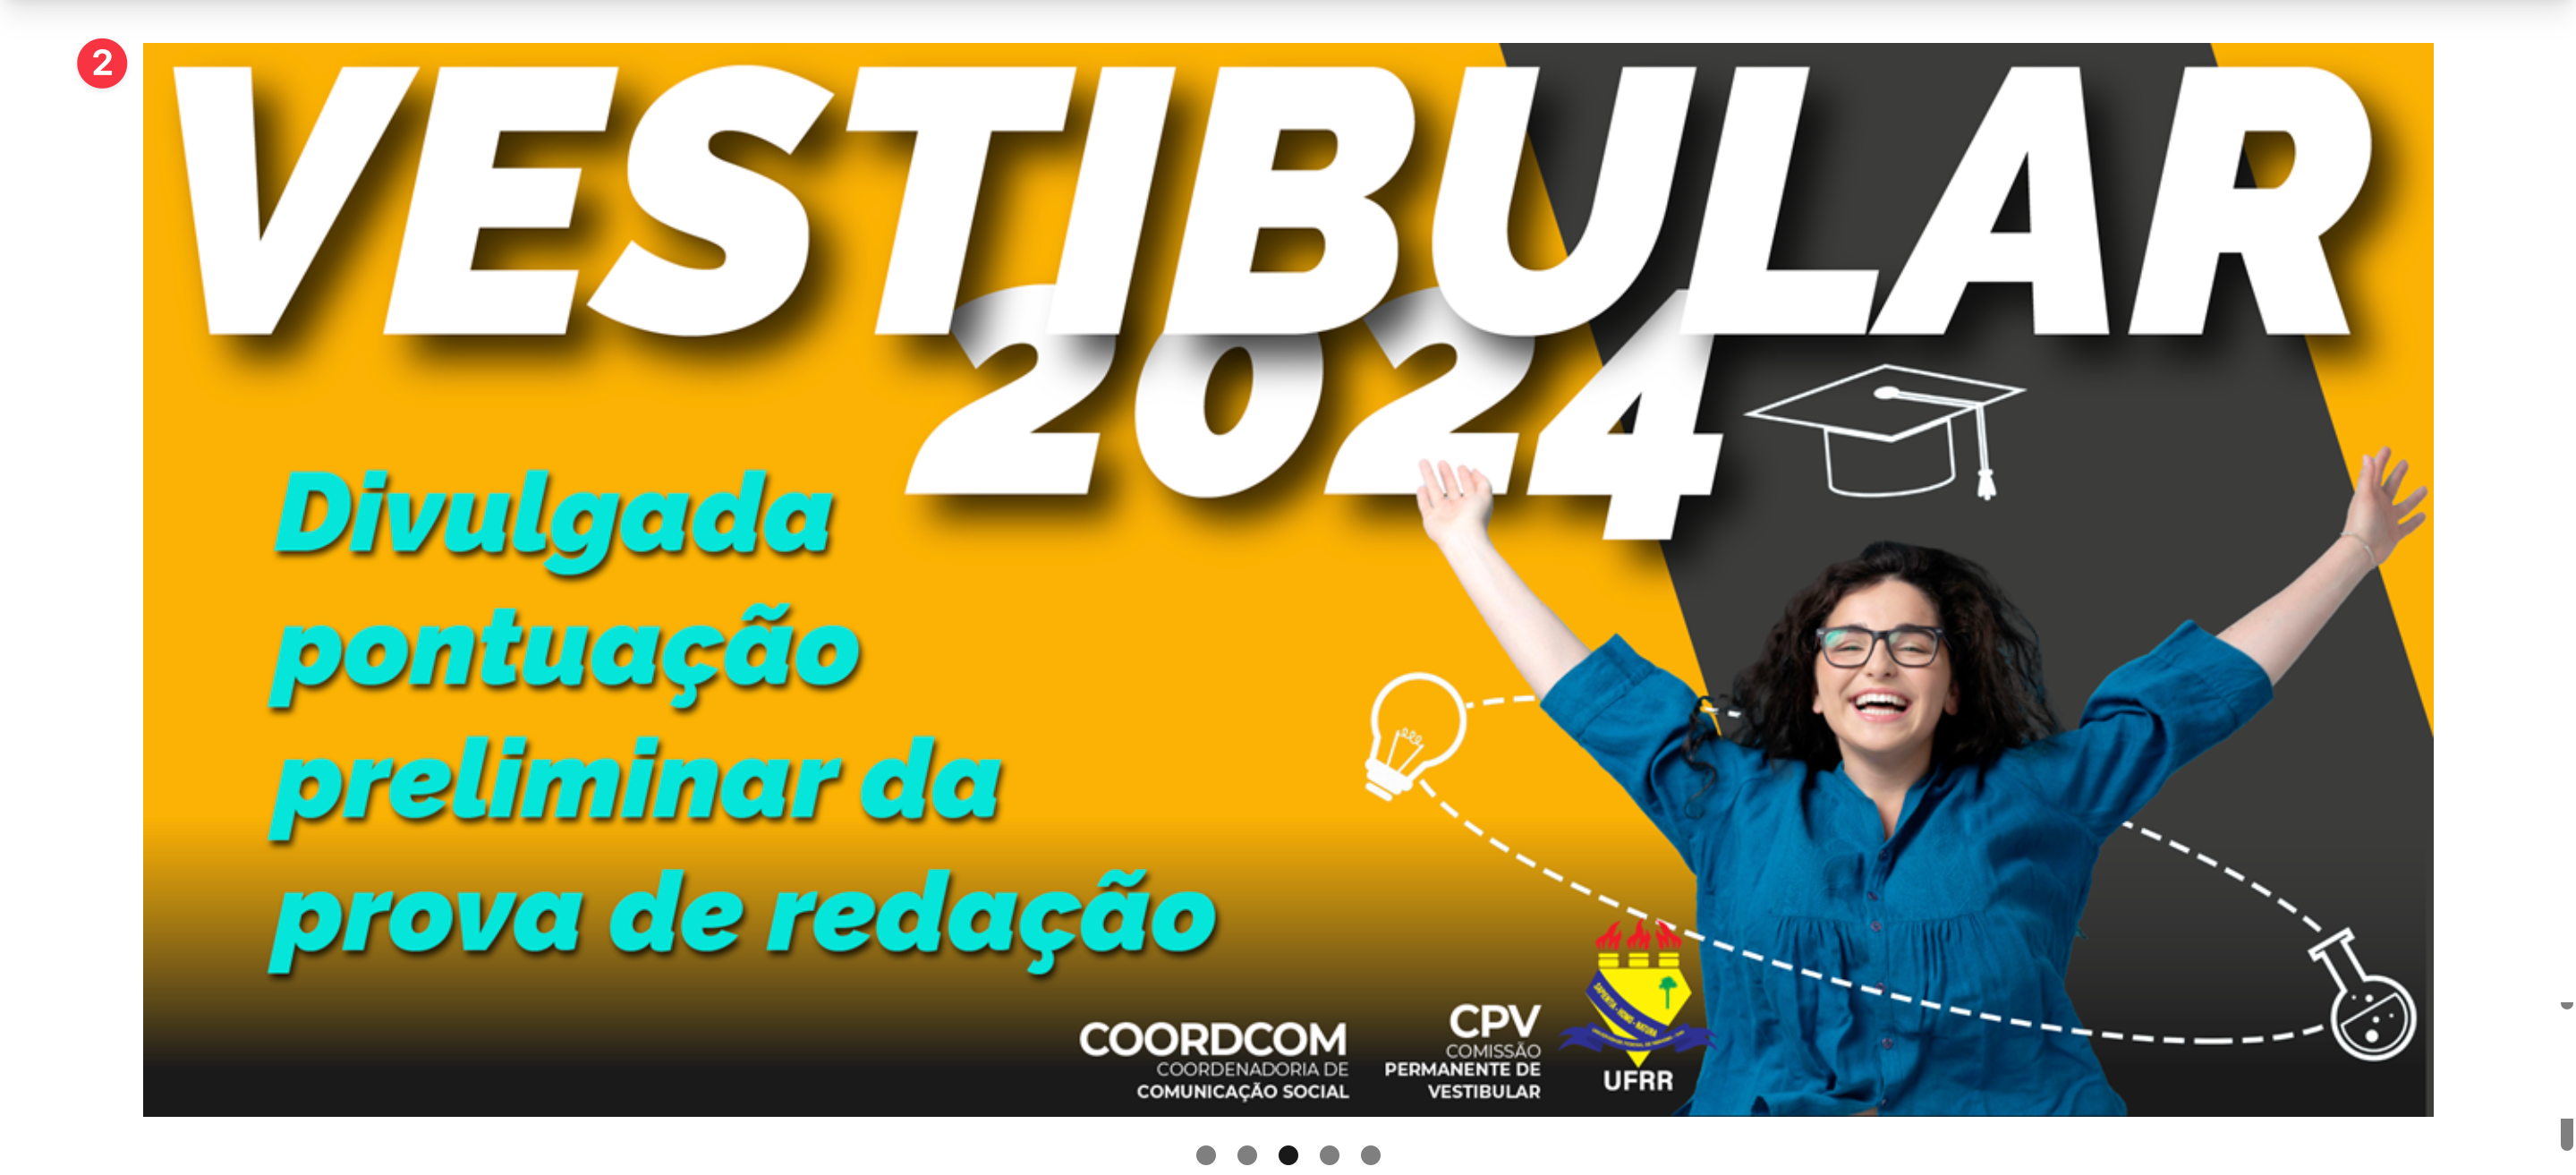 2
VESTIBULAR
2024
Divulgada
pontuação
preliminar da
prova de redação
COORDCOM
COORDENADORIA DE
COMUNICAÇÃO SOCIAL
CPV
COMISSÃO
PERMANENTE DE
VESTIBULAR
UFRR